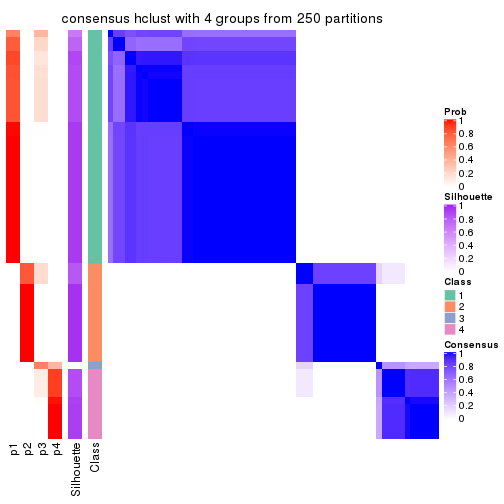 consensus hclust with 4 groups from 250 partitions
Prob
1
0.8
0.6
0.4
0.2
0
Silhouette
1
0.8
0.6
0.4
0.2
0
Class
1
2
3
4
Consensus
1
0.8
0.6
0.4
0.2
0
p1
p2
p3
p4
Silhouette
Class